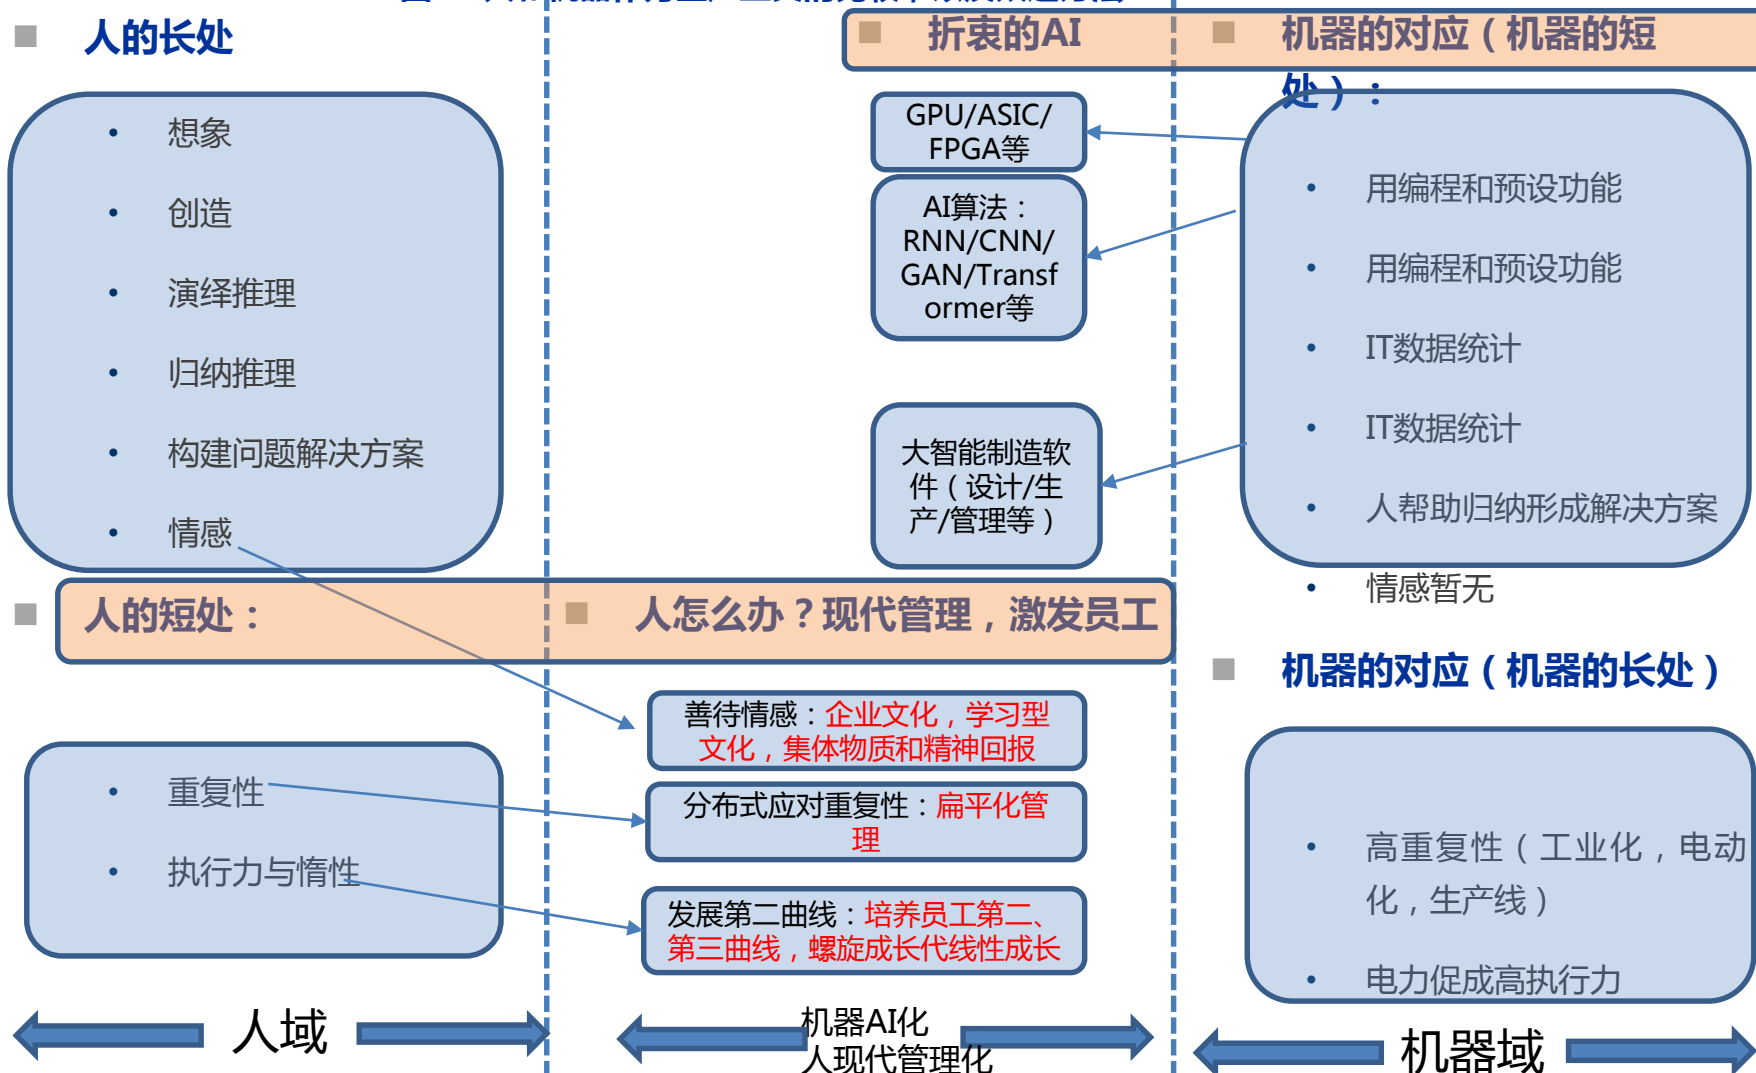 人的长处
想象
创造
演绎推理
归纳推理
构建问题解决方案
情感
人的短处：
重复性
执行力与惰性
人域
折衷的AI
GPU/ASIC/
FPGA等
AI算法：
RNN/CNN/
GAN/Transf
ormer等
大智能制造软
件（设计/生
产/管理等）
人怎么办？现代管理，激发员工
善待情感：企业文化，学习型
文化，集体物质和精神回报
分布式应对重复性：扁平化管
理
发展第二曲线：培养员工第二、
第三曲线，螺旋成长代线性成长
机器AI化
人现代管理化
机器的对应（机器的短
处）：
用编程和预设功能
用编程和预设功能
IT数据统计
IT数据统计
人帮助归纳形成解决方案
情感暂无
机器的对应（机器的长处）
高重复性（工业化，电动
化，生产线）
电力促成高执行力
机器域